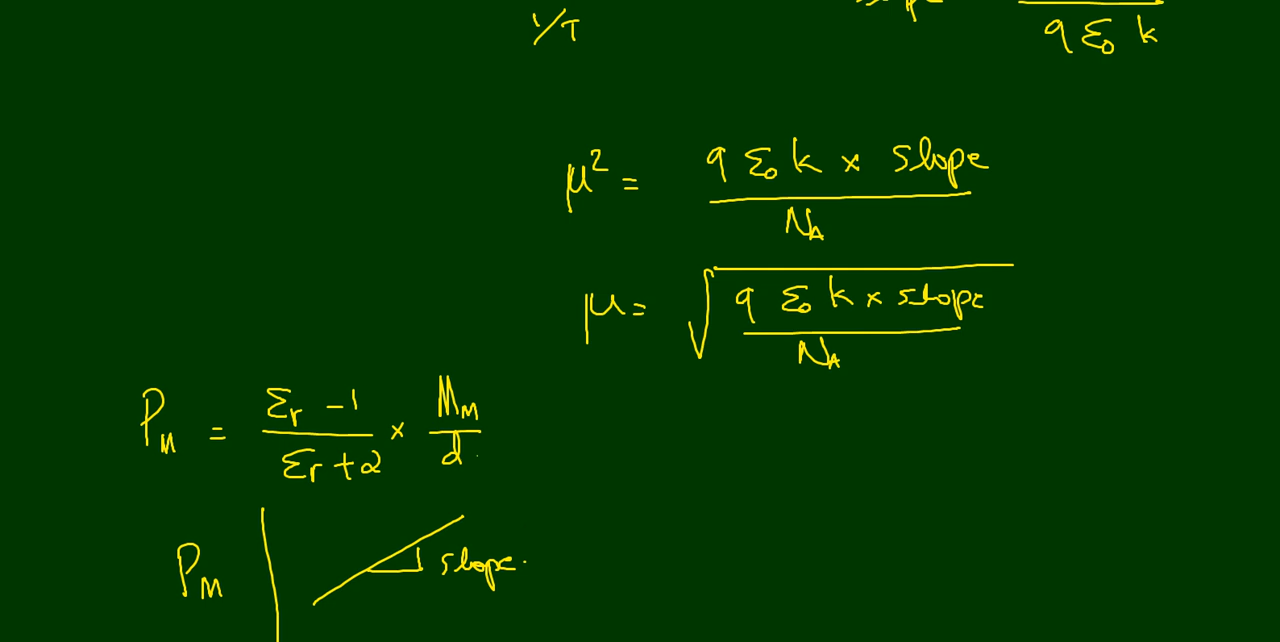 1/T
9 ε₀ k
μ² = 9 ε₀ k × slope / N_A
μ = √(9 ε₀ k × slope / N_A)
P_M = (ε_r − 1) / (ε_r + 2) × M_M / d
P_M slope.